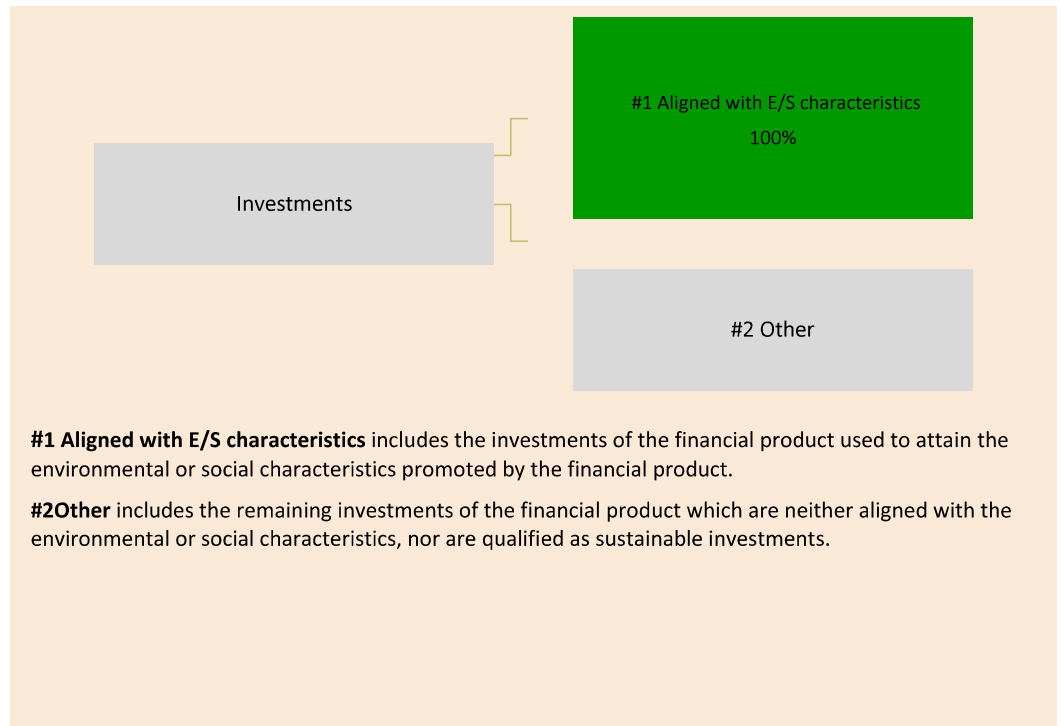 #1 Aligned with E/S characteristics
100%
Investments
#2 Other
#1 Aligned with E/S characteristics includes the investments of the financial product used to attain the
environmental or social characteristics promoted by the financial product.
#2Other includes the remaining investments of the financial product which are neither aligned with the
environmental or social characteristics, nor are qualified as sustainable investments.